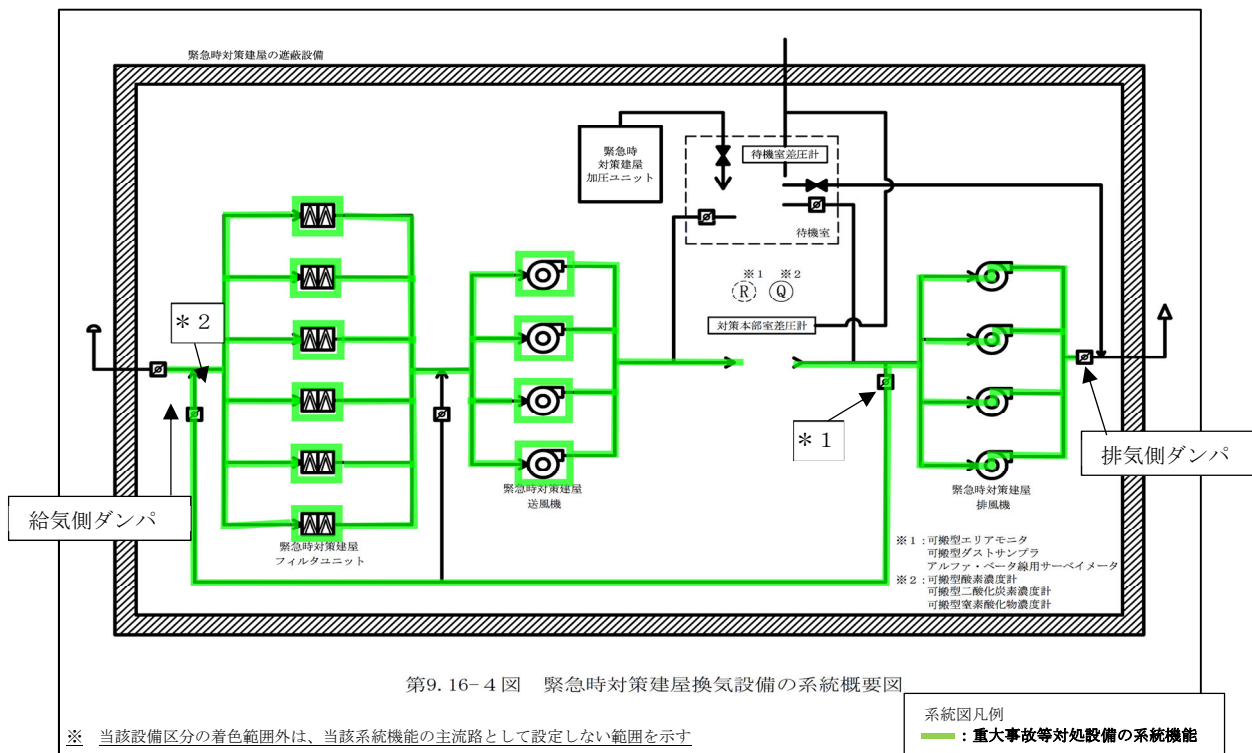 緊急時対策建屋の遮蔽設備
緊急時
対策建屋
加圧ユニット
待機室差圧計
待機室
※1
※2
R
Q
対策本部室差圧計
＊2
＊1
給気側ダンパ
排気側ダンパ
緊急時対策建屋
フィルタユニット
緊急時対策建屋
送風機
緊急時対策建屋
排風機
※1：可搬型エリアモニタ
可搬型ダストサンプラ
アルファ・ベータ線用サーベイメータ
※2：可搬型酸素濃度計
可搬型二酸化炭素濃度計
可搬型窒素酸化物濃度計
第9.16−4図　緊急時対策建屋換気設備の系統概要図
※　当該設備区分の着色範囲外は、当該系統機能の主流路として設定しない範囲を示す
系統図凡例
：重大事故等対処設備の系統機能